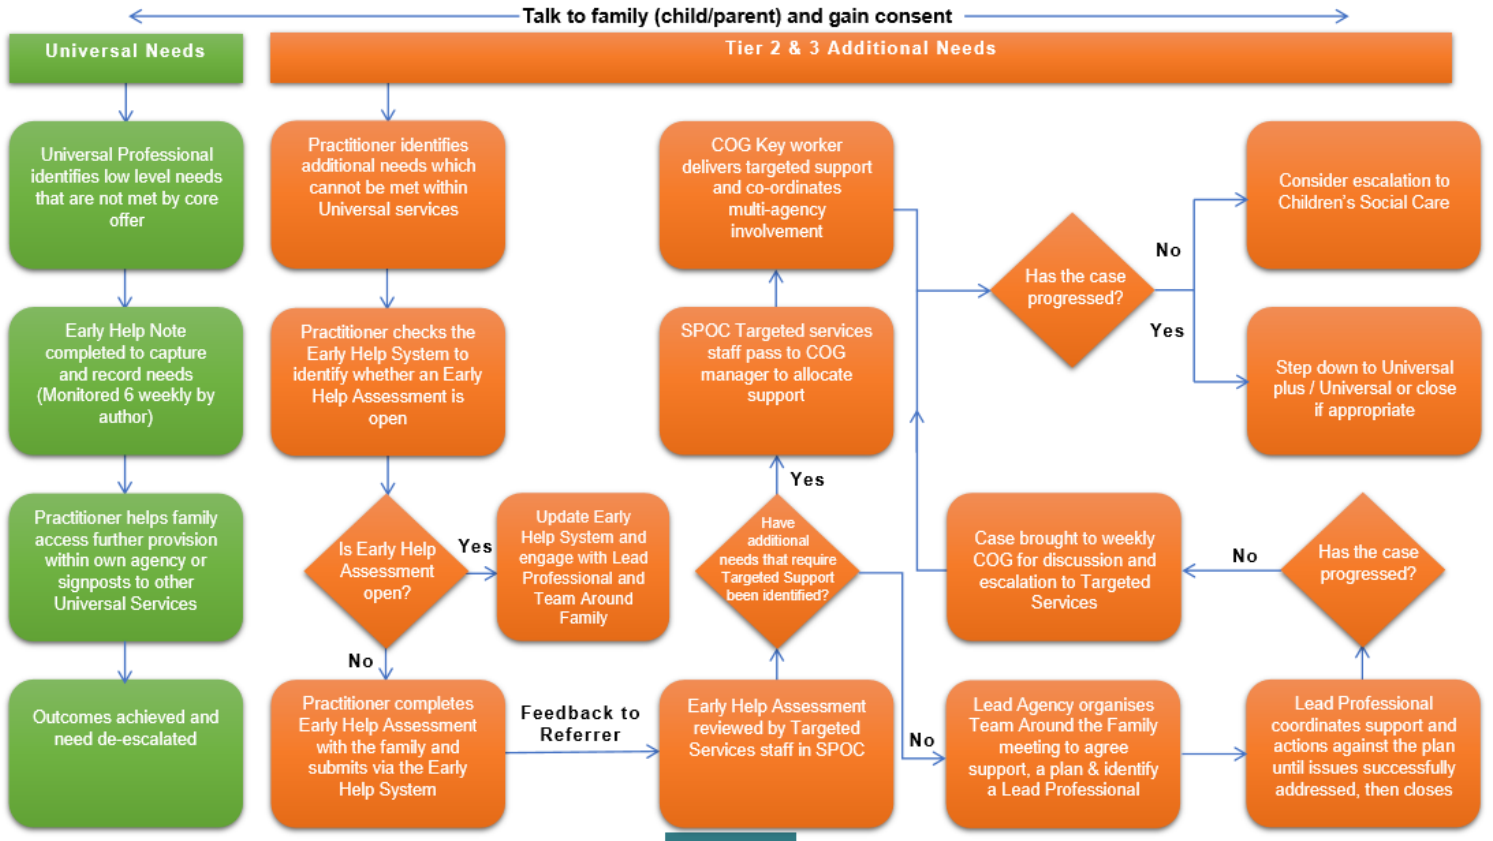 Talk to family (child/parent) and gain consent
Universal Needs
Tier 2 & 3 Additional Needs
Universal Professional
identifies low level needs
that are not met by core
offer
Early Help Note
completed to capture
and record needs
(Monitored 6 weekly by
author)
Practitioner helps family
access further provision
within own agency or
signposts to other
Universal Services
Outcomes achieved and
need de-escalated
Practitioner identifies
additional needs which
cannot be met within
Universal services
Practitioner checks the
Early Help System to
identify whether an Early
Help Assessment is
open
Is Early Help
Assessment
open?
Yes
Update Early
Help System and
engage with Lead
Professional and
Team Around
Family
No
Practitioner completes
Early Help Assessment
with the family and
submits via the Early
Help System
Feedback to
Referrer
Early Help Assessment
reviewed by Targeted
Services staff in SPOC
Have
additional
needs that require
Targeted Support
been identified?
Yes
SPOC Targeted services
staff pass to COG
manager to allocate
support
COG Key worker
delivers targeted support
and co-ordinates
multi-agency
involvement
No
Lead Agency organises
Team Around the Family
meeting to agree
support, a plan & identify
a Lead Professional
Lead Professional
coordinates support and
actions against the plan
until issues successfully
addressed, then closes
Has the case
progressed?
No
Case brought to weekly
COG for discussion and
escalation to Targeted
Services
Has the case
progressed?
No
Consider escalation to
Children's Social Care
Yes
Step down to Universal
plus / Universal or close
if appropriate